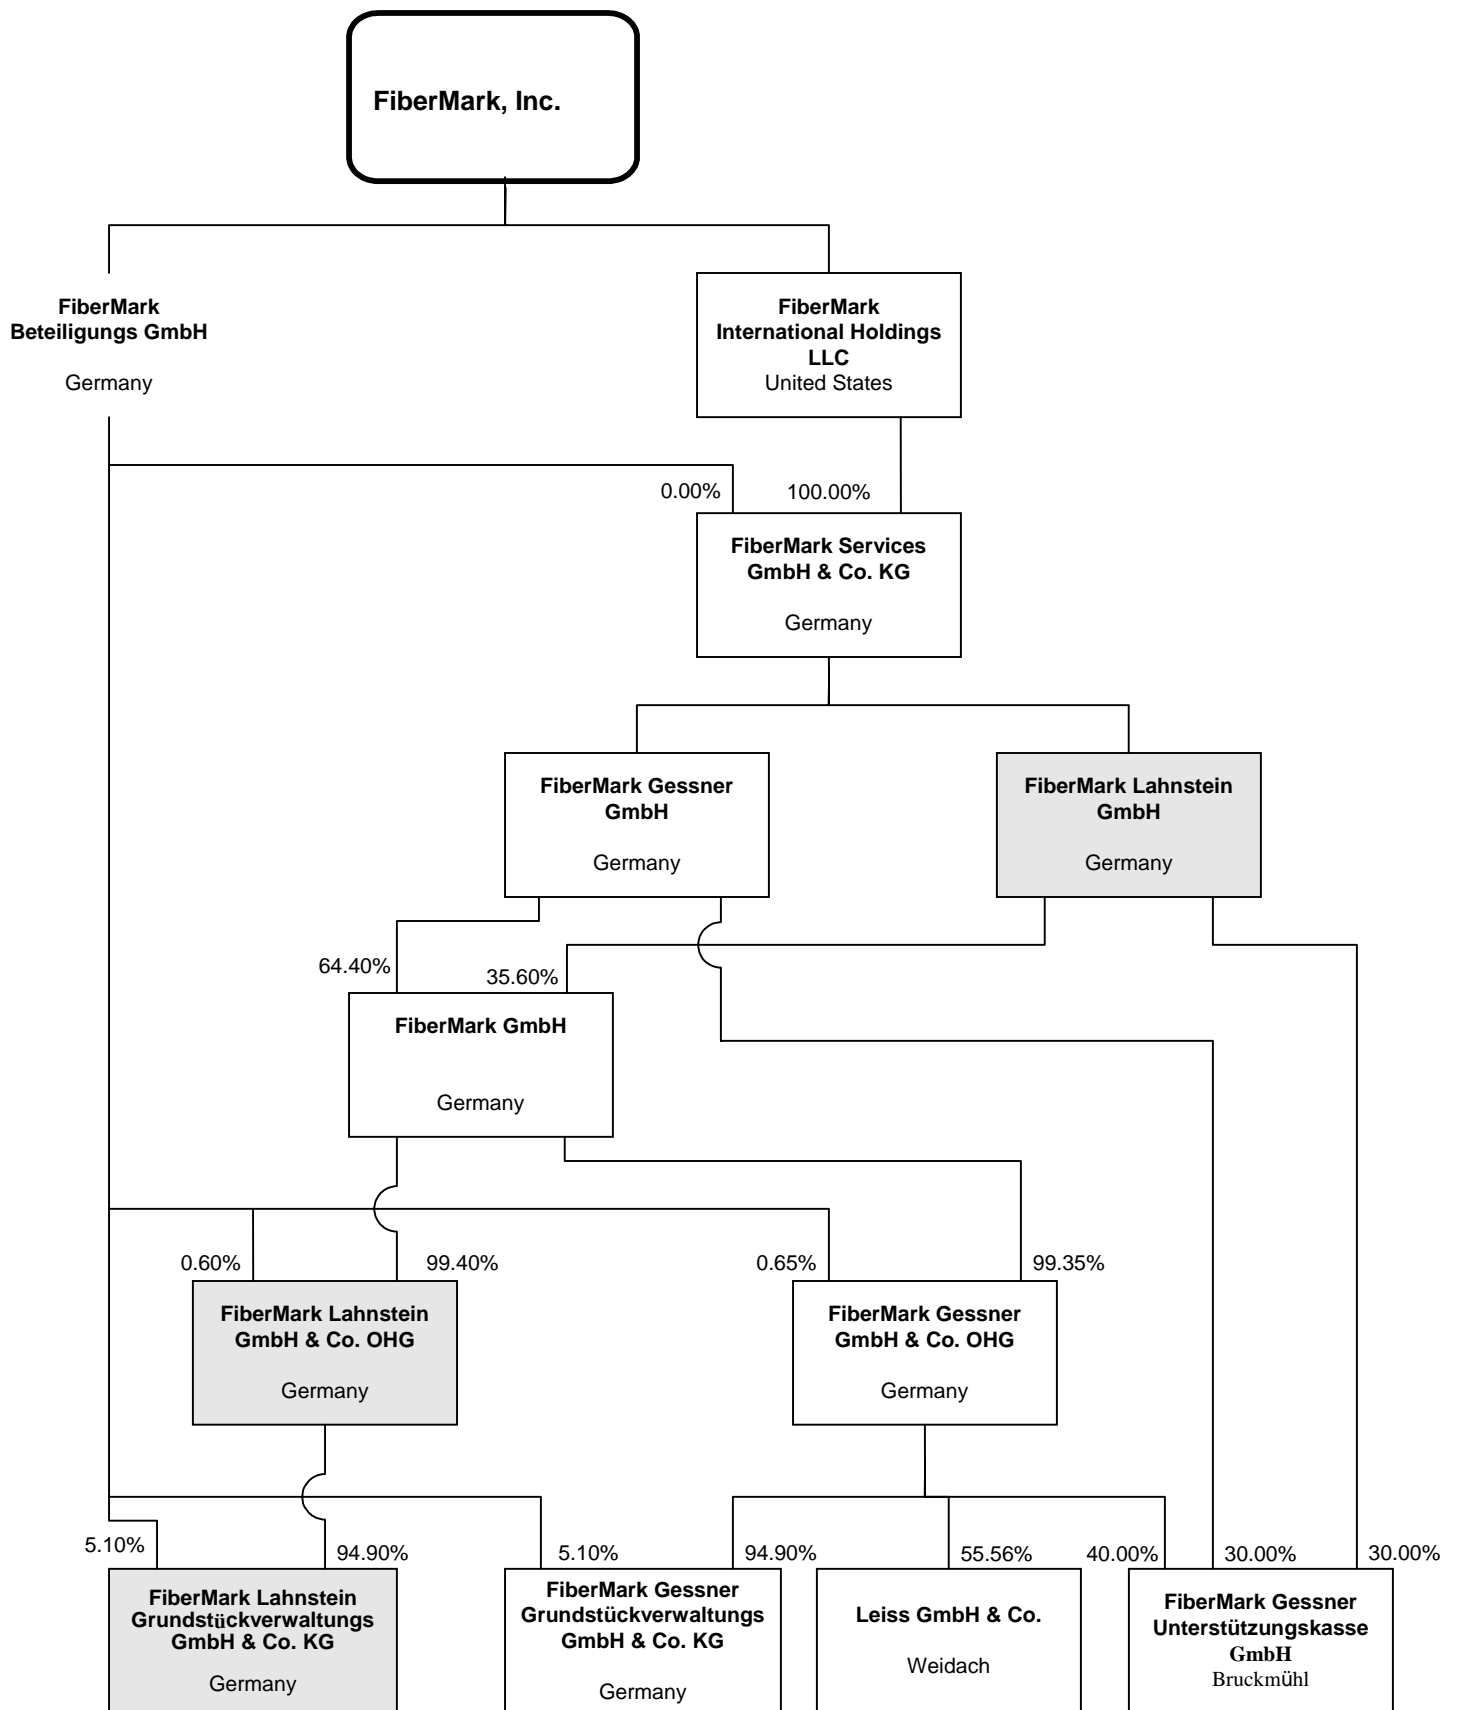 FiberMark, Inc.
FiberMark
Beteiligungs GmbH
Germany
FiberMark
International Holdings
LLC
United States
0.00%
100.00%
FiberMark Services
GmbH & Co. KG
Germany
FiberMark Gessner
GmbH
Germany
FiberMark Lahnstein
GmbH
Germany
64.40%
35.60%
FiberMark GmbH
Germany
0.60%
99.40%
0.65%
99.35%
FiberMark Lahnstein
GmbH & Co. OHG
Germany
FiberMark Gessner
GmbH & Co. OHG
Germany
5.10%
94.90%
5.10%
94.90%
55.56%
40.00%
30.00%
30.00%
FiberMark Lahnstein
Grundstückverwaltungs
GmbH & Co. KG
Germany
FiberMark Gessner
Grundstückverwaltungs
GmbH & Co. KG
Germany
Leiss GmbH & Co.
Weidach
FiberMark Gessner
Unterstützungskasse
GmbH
Bruckmühl